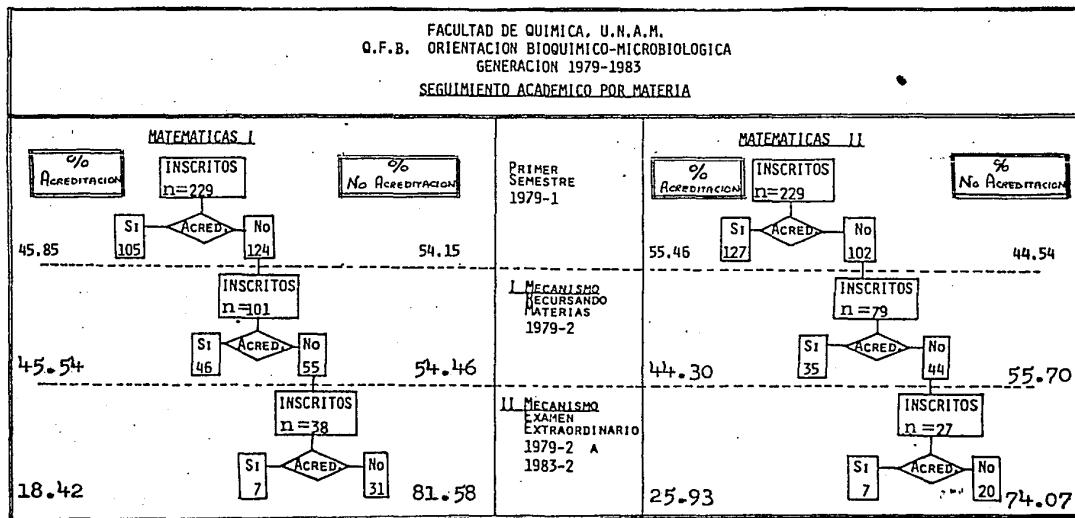 FACULTAD DE QUIMICA, U.N.A.M.
Q.F.B. ORIENTACION BIOQUIMICO-MICROBIOLOGICA
GENERACION 1979-1983
SEGUIMIENTO ACADEMICO POR MATERIA
MATEMATICAS I
% ACREDITACION
INSCRITOS
n=229
% No ACREDITACION
SI
105
ACRED.
No
124
45.85
54.15
INSCRITOS
n=101
SI
46
ACRED.
No
55
45.54
54.46
INSCRITOS
n=38
SI
7
ACRED.
No
31
18.42
81.58
PRIMER
SEMESTRE
1979-1
I MECANISMO
RECURSANDO
MATERIAS
1979-2
II MECANISMO
EXAMEN
EXTRAORDINARIO
1979-2 A
1983-2
MATEMATICAS II
% ACREDITACION
INSCRITOS
n=229
% No ACREDITACION
SI
127
ACRED.
No
102
55.46
44.54
INSCRITOS
n=79
SI
35
ACRED.
No
44
44.30
55.70
INSCRITOS
n=27
SI
7
ACRED.
No
20
25.93
74.07